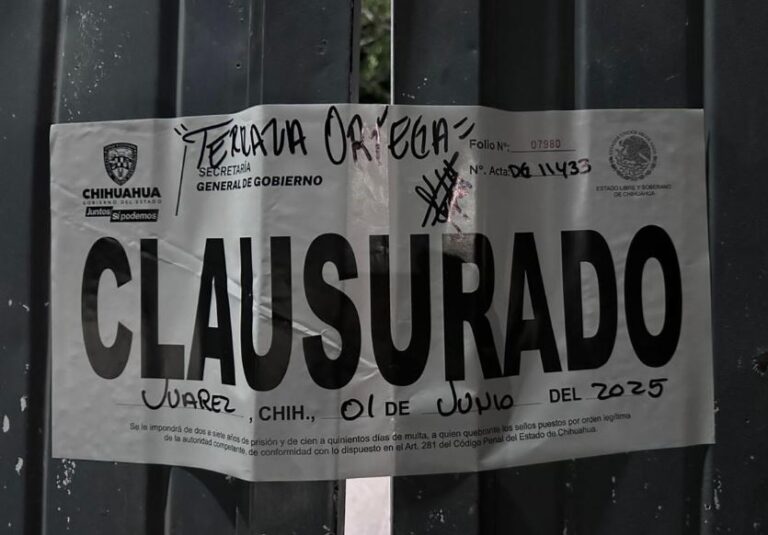 "TERRAZA ORTEGA"
CHIHUAHUA
GOBIERNO DEL ESTADO
Juntos Sí podemos
SECRETARÍA
GENERAL DE GOBIERNO
Folio N°: 07980
N°. Acta: DG 11433
ESTADO LIBRE Y SOBERANO
DE CHIHUAHUA
CLAUSURADO
JUAREZ, CHIH., 01 DE JUNIO DEL 2025
Se le impondrá de dos a siete años de prisión y de cien a quinientos días de multa, a quien quebrante los sellos puestos por orden legítima
de la autoridad competente, de conformidad con lo dispuesto en el Art. 281 del Código Penal del Estado de Chihuahua.